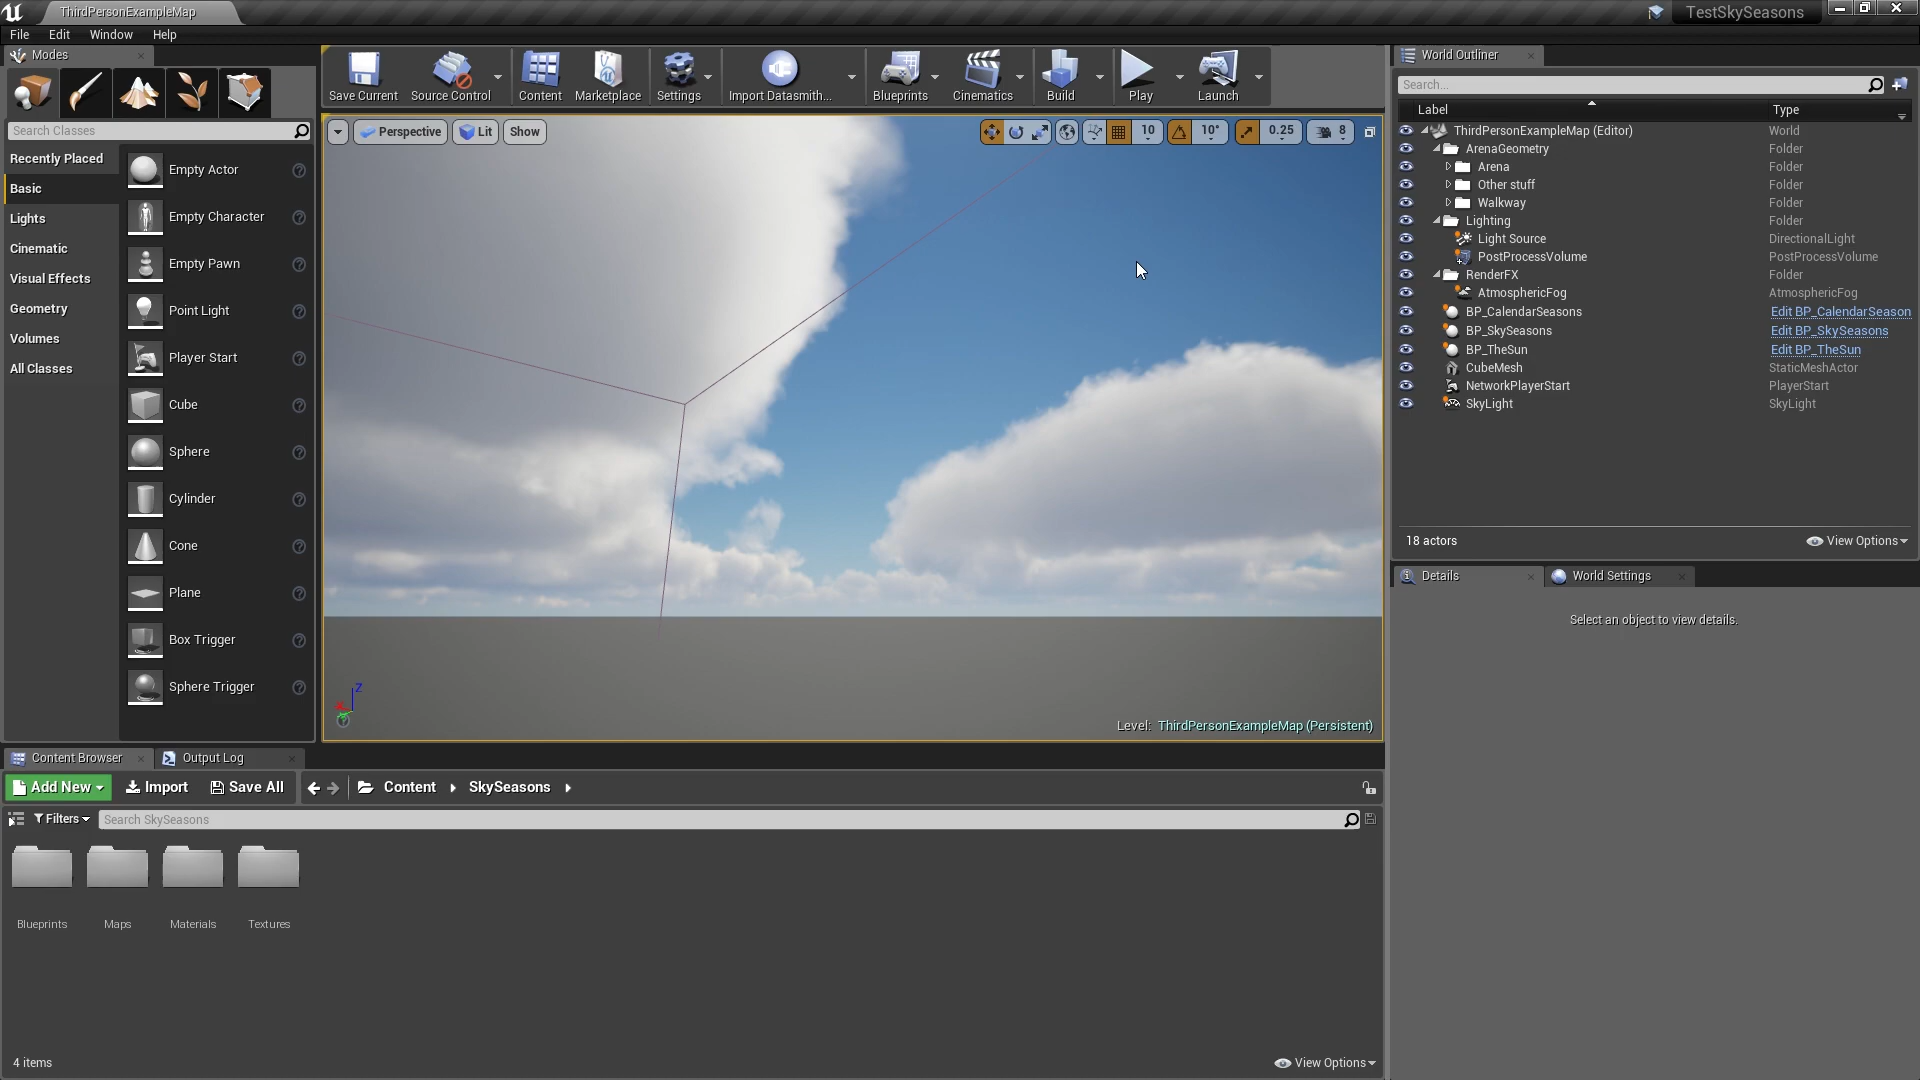 ThirdPersonExampleMap
TestSkySeasons
File Edit Window Help
Modes
Search Classes
Recently Placed
Basic
Lights
Cinematic
Visual Effects
Geometry
Volumes
All Classes
Empty Actor
Empty Character
Empty Pawn
Point Light
Player Start
Cube
Sphere
Cylinder
Cone
Plane
Box Trigger
Sphere Trigger
Save Current Source Control Content Marketplace Settings Import Datasmith... Blueprints Cinematics Build Play Launch
Perspective Lit Show 10 10° 0.25 8
Z
Level: ThirdPersonExampleMap (Persistent)
World Outliner
Search...
Label Type
ThirdPersonExampleMap (Editor) World
ArenaGeometry Folder
Arena Folder
Other stuff Folder
Walkway Folder
Lighting Folder
Light Source DirectionalLight
PostProcessVolume PostProcessVolume
RenderFX Folder
AtmosphericFog AtmosphericFog
BP_CalendarSeasons Edit BP_CalendarSeason
BP_SkySeasons Edit BP_SkySeasons
BP_TheSun Edit BP_TheSun
CubeMesh StaticMeshActor
NetworkPlayerStart PlayerStart
SkyLight SkyLight
18 actors View Options
Details World Settings
Select an object to view details.
Content Browser Output Log
Add New Import Save All Content SkySeasons
Filters Search SkySeasons
Blueprints Maps Materials Textures
4 items View Options